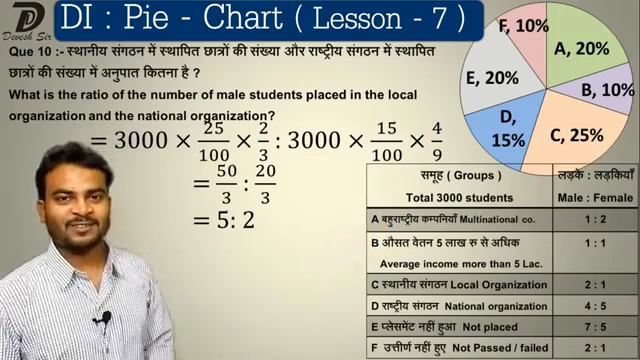 Devesh Sir
DI : Pie - Chart ( Lesson - 7 )
Que 10 :- स्थानीय संगठन में स्थापित छात्रों की संख्या और राष्ट्रीय संगठन में स्थापित
छात्रों की संख्या में अनुपात कितना है ?
What is the ratio of the number of male students placed in the local
organization and the national organization?
= 3000 × 25/100 × 2/3 : 3000 × 15/100 × 4/9
= 50/3 : 20/3
= 5: 2
F, 10%
A, 20%
B, 10%
E, 20%
D,
15%
C, 25%
समूह (Groups) लड़के : लड़कियाँ
Total 3000 students Male : Female
A बहुराष्ट्रीय कम्पनियाँ Multinational co. 1 : 2
B औसत वेतन 5 लाख रु से अधिक 1 : 1
Average income more than 5 Lac.
C स्थानीय संगठन Local Organization 2 : 1
D राष्ट्रीय संगठन National organization 4 : 5
E प्लेसमेंट नहीं हुआ Not placed 7 : 5
F उत्तीर्ण नहीं हुए Not Passed / failed 2 : 1